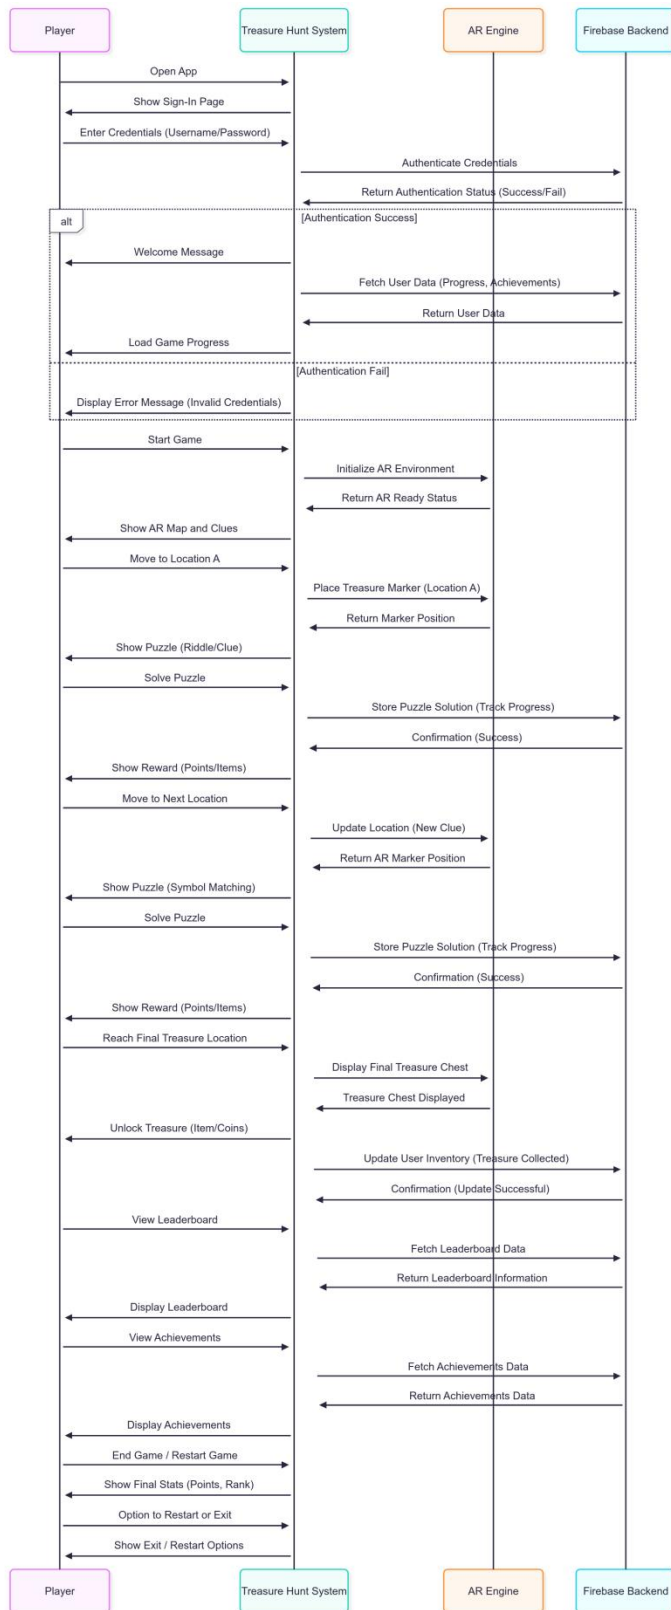 Player
Treasure Hunt System
AR Engine
Firebase Backend
Open App
Show Sign-In Page
Enter Credentials (Username/Password)
Authenticate Credentials
Return Authentication Status (Success/Fail)
alt
[Authentication Success]
Welcome Message
Fetch User Data (Progress, Achievements)
Return User Data
Load Game Progress
[Authentication Fail]
Display Error Message (Invalid Credentials)
Start Game
Initialize AR Environment
Return AR Ready Status
Show AR Map and Clues
Move to Location A
Place Treasure Marker (Location A)
Return Marker Position
Show Puzzle (Riddle/Clue)
Solve Puzzle
Store Puzzle Solution (Track Progress)
Confirmation (Success)
Show Reward (Points/Items)
Move to Next Location
Update Location (New Clue)
Return AR Marker Position
Show Puzzle (Symbol Matching)
Solve Puzzle
Store Puzzle Solution (Track Progress)
Confirmation (Success)
Show Reward (Points/Items)
Reach Final Treasure Location
Display Final Treasure Chest
Treasure Chest Displayed
Unlock Treasure (Item/Coins)
Update User Inventory (Treasure Collected)
Confirmation (Update Successful)
View Leaderboard
Fetch Leaderboard Data
Return Leaderboard Information
Display Leaderboard
View Achievements
Fetch Achievements Data
Return Achievements Data
Display Achievements
End Game / Restart Game
Show Final Stats (Points, Rank)
Option to Restart or Exit
Show Exit / Restart Options
Player
Treasure Hunt System
AR Engine
Firebase Backend